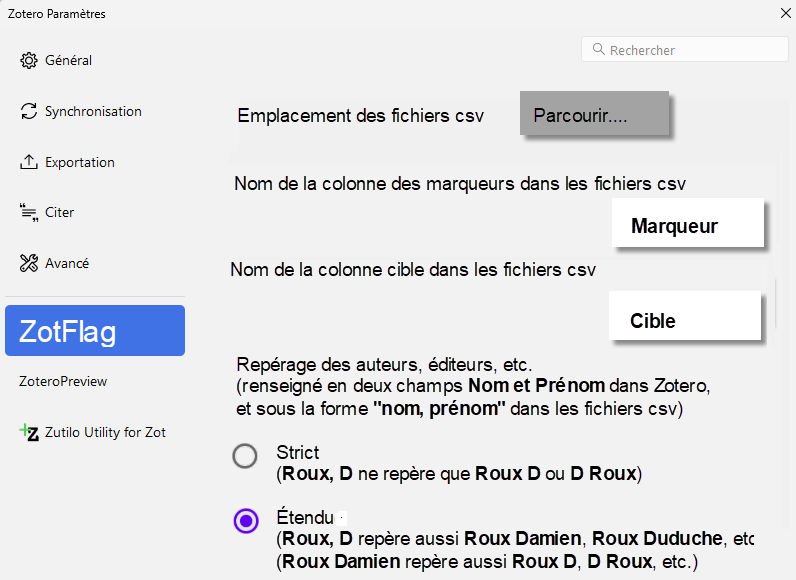 Zotero Paramètres
Général
Rechercher
Synchronisation
Emplacement des fichiers csv
Parcourir....
Exportation
Nom de la colonne des marqueurs dans les fichiers csv
Citer
Marqueur
Avancé
Nom de la colonne cible dans les fichiers csv
Cible
ZotFlag
Repérage des auteurs, éditeurs, etc.
(renseigné en deux champs Nom et Prénom dans Zotero,
et sous la forme "nom, prénom" dans les fichiers csv)
ZoteroPreview
Zutilo Utility for Zot
Strict
(Roux, D ne repère que Roux D ou D Roux)
Étendu
(Roux, D repère aussi Roux Damien, Roux Duduche, etc
(Roux Damien repère aussi Roux D, D Roux, etc.)